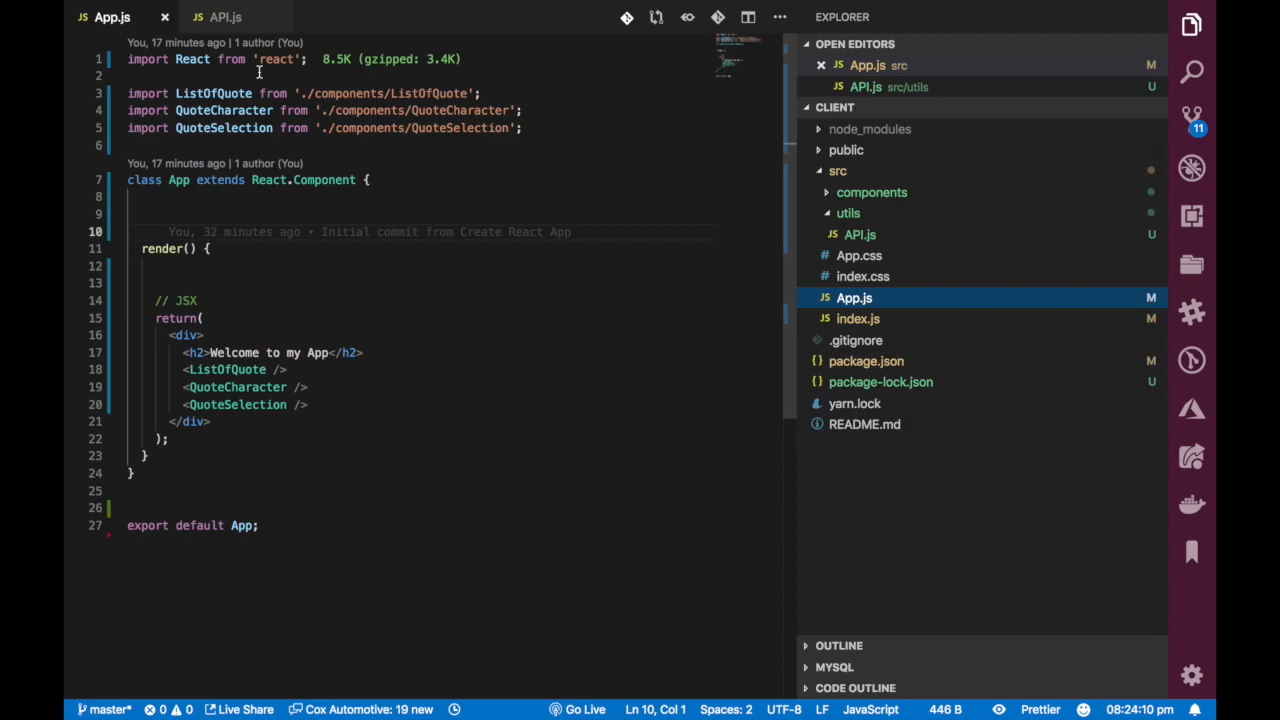 JS App.js × JS API.js
You, 17 minutes ago | 1 author (You)
1 import React from 'react'; 8.5K (gzipped: 3.4K)
2
3 import ListOfQuote from './components/ListOfQuote';
4 import QuoteCharacter from './components/QuoteCharacter';
5 import QuoteSelection from './components/QuoteSelection';
6
You, 17 minutes ago | 1 author (You)
7 class App extends React.Component {
8
9
10 You, 32 minutes ago • Initial commit from Create React App
11 render() {
12
13
14 // JSX
15 return(
16 <div>
17 <h2>Welcome to my App</h2>
18 <ListOfQuote />
19 <QuoteCharacter />
20 <QuoteSelection />
21 </div>
22 );
23 }
24 }
25
26
27 export default App;
EXPLORER
OPEN EDITORS
× JS App.js src M
JS API.js src/utils U
CLIENT
node_modules
public
src
components
utils
JS API.js U
# App.css
# index.css
JS App.js M
JS index.js M
.gitignore
{} package.json M
{} package-lock.json U
yarn.lock
README.md
OUTLINE
MYSQL
CODE OUTLINE
11
master* 0 0 Live Share Cox Automotive: 19 new Go Live Ln 10, Col 1 Spaces: 2 UTF-8 LF JavaScript 446 B Prettier 08:24:10 PM